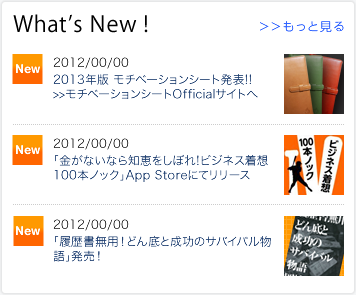 What's New !
>>もっと見る
New
2012/00/00
2013年版 モチベーションシート発表!!
>>モチベーションシートOfficialサイトへ
New
2012/00/00
「金がないなら知恵をしぼれ!ビジネス着想
100本ノック」App Storeにてリリース
ビジネス着想
100本ノック
New
2012/00/00
「履歴書無用!どん底と成功のサバイバル物
語」発売!
どん底と
成功の
サバイバル
物語